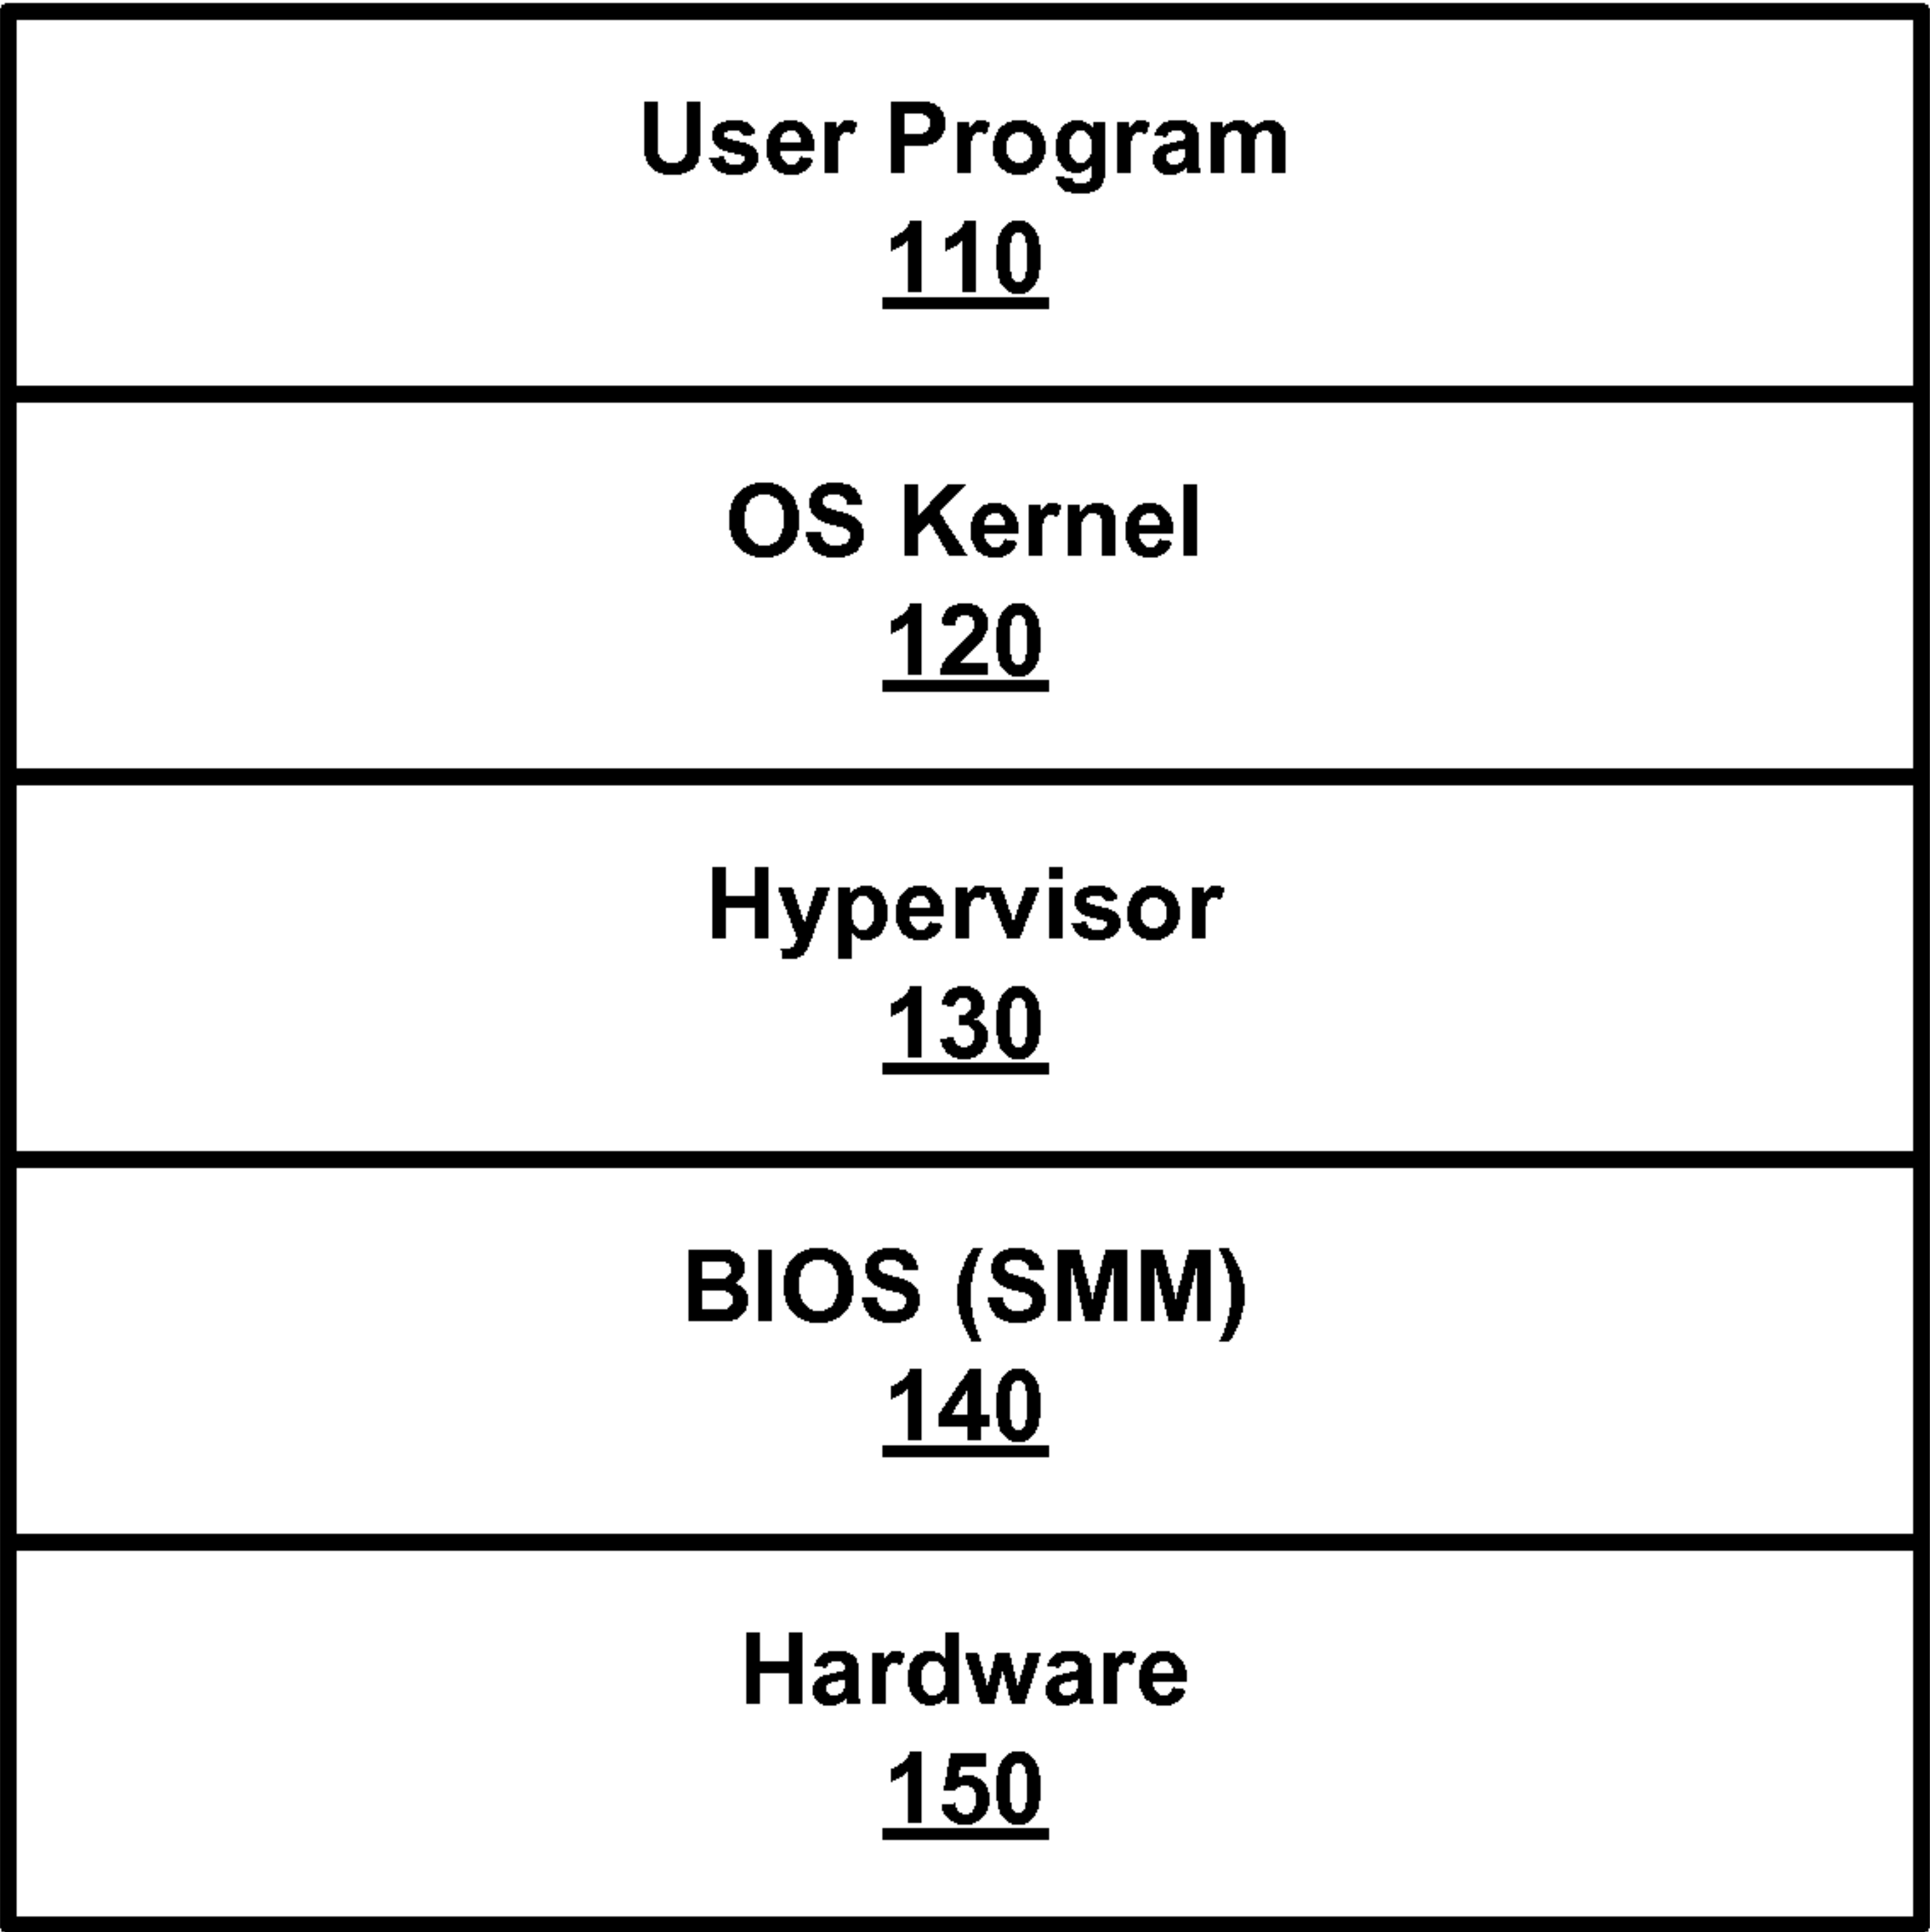 User Program
110
OS Kernel
120
Hypervisor
130
BIOS (SMM)
140
Hardware
150